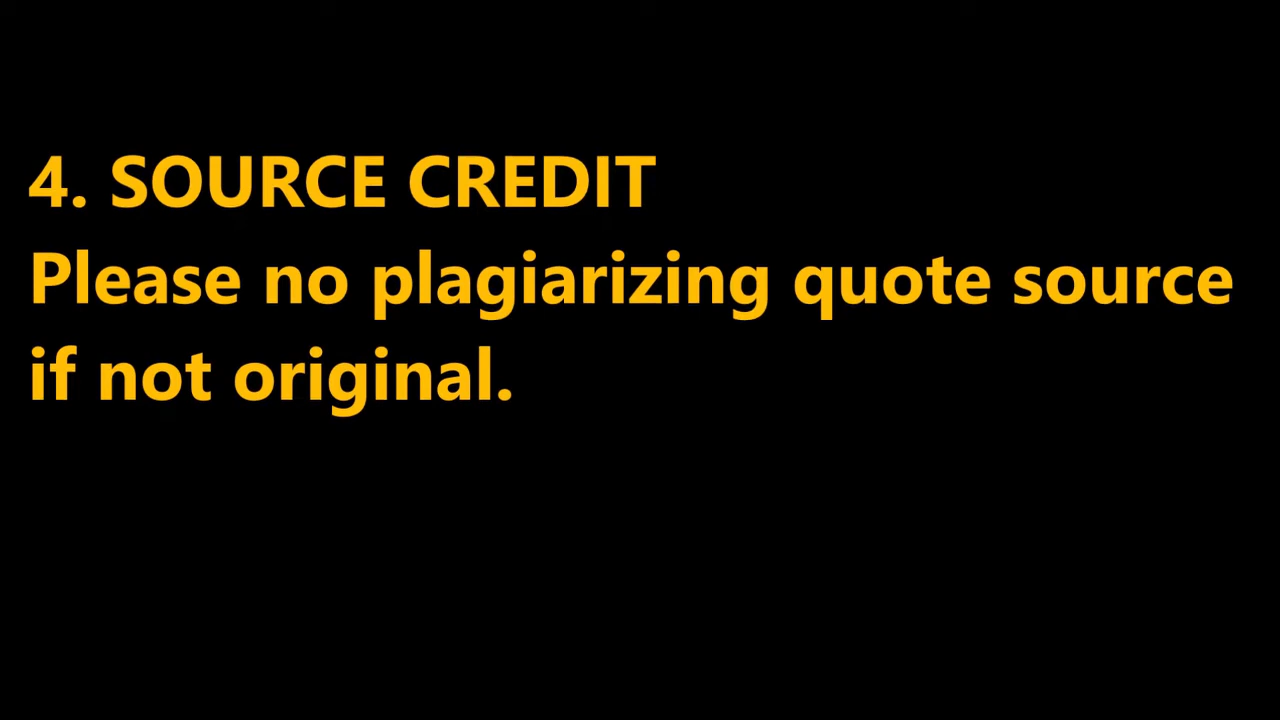 4. SOURCE CREDIT
Please no plagiarizing quote source
if not original.